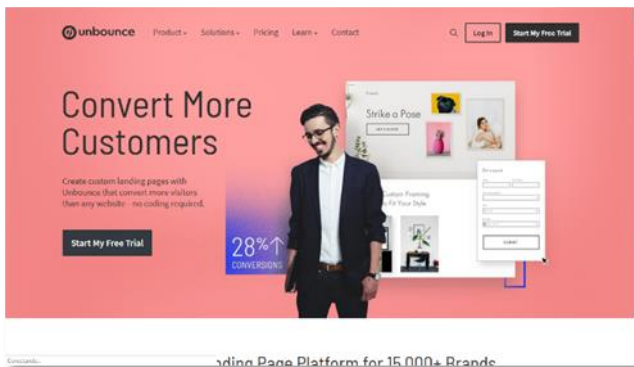 unbounce Product Solutions Pricing Learn Contact Log In Start My Free Trial
Convert More
Customers
Create custom landing pages with
Unbounce that convert more visitors
than any website - no coding required.
Start My Free Trial
28%↑
CONVERSIONS
Strike a Pose
Custom Framing
Fit Your Style
SUBMIT
Page Platform for 15,000+ Brands